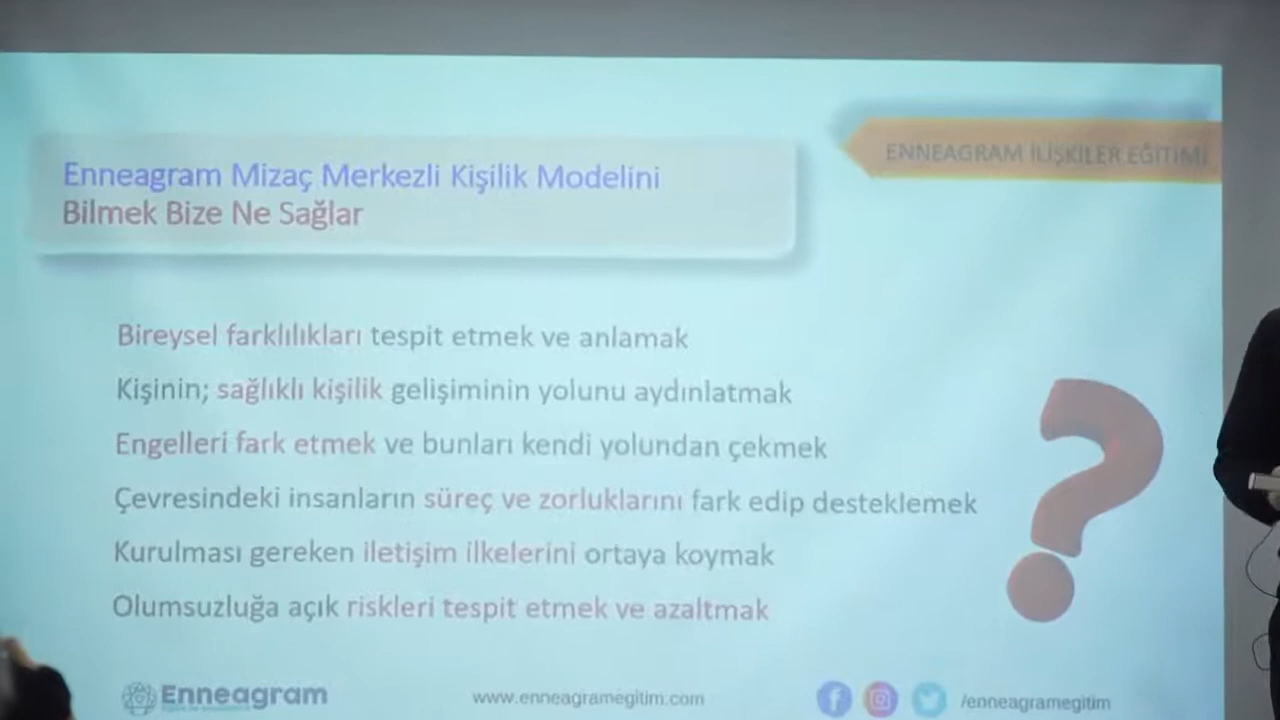 ENNEAGRAM İLİŞKİLER EĞİTİMİ
Enneagram Mizaç Merkezli Kişilik Modelini
Bilmek Bize Ne Sağlar
Bireysel farklılıkları tespit etmek ve anlamak
Kişinin; sağlıklı kişilik gelişiminin yolunu aydınlatmak
Engelleri fark etmek ve bunları kendi yolundan çekmek
Çevresindeki insanların süreç ve zorluklarını fark edip desteklemek
Kurulması gereken iletişim ilkelerini ortaya koymak
Olumsuzluğa açık riskleri tespit etmek ve azaltmak
Enneagram
www.enneagramegitim.com
/enneagramegitim